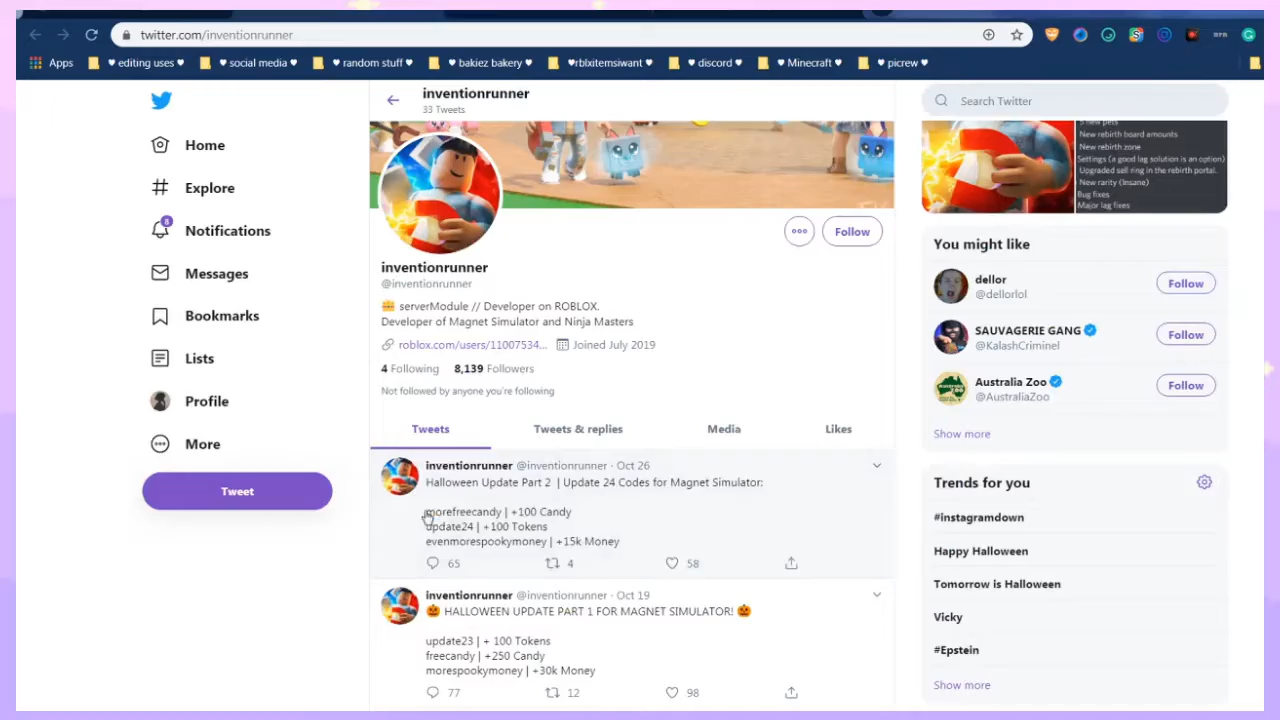 twitter.com/inventionrunner
Apps
♥ editing uses ♥
♥ social media ♥
♥ random stuff ♥
♥ bakiez bakery ♥
♥rblxitemsiwant ♥
♥ discord ♥
♥ Minecraft ♥
♥ picrew ♥
Home
Explore
8
Notifications
Messages
Bookmarks
Lists
Profile
More
Tweet
inventionrunner
33 Tweets
Follow
inventionrunner
@inventionrunner
serverModule // Developer on ROBLOX.
Developer of Magnet Simulator and Ninja Masters
roblox.com/users/11007534... Joined July 2019
4 Following 8,139 Followers
Not followed by anyone you're following
Tweets Tweets & replies Media Likes
inventionrunner @inventionrunner · Oct 26
Halloween Update Part 2 | Update 24 Codes for Magnet Simulator:
morefreecandy | +100 Candy
update24 | +100 Tokens
evenmorespookymoney | +15k Money
65 4 58
inventionrunner @inventionrunner · Oct 19
🎃 HALLOWEEN UPDATE PART 1 FOR MAGNET SIMULATOR! 🎃
update23 | + 100 Tokens
freecandy | +250 Candy
morespookymoney | +30k Money
77 12 98
Search Twitter
5 new pets
New rebirth board amounts
New rebirth zone
Settings (a good lag solution is an option)
Upgraded sell ring in the rebirth portal.
New rarity (Insane)
Bug fixes
Major lag fixes
You might like
dellor
@dellorlol
Follow
SAUVAGERIE GANG
@KalashCriminel
Follow
Australia Zoo
@AustraliaZoo
Follow
Show more
Trends for you
#instagramdown
Happy Halloween
Tomorrow is Halloween
Vicky
#Epstein
Show more